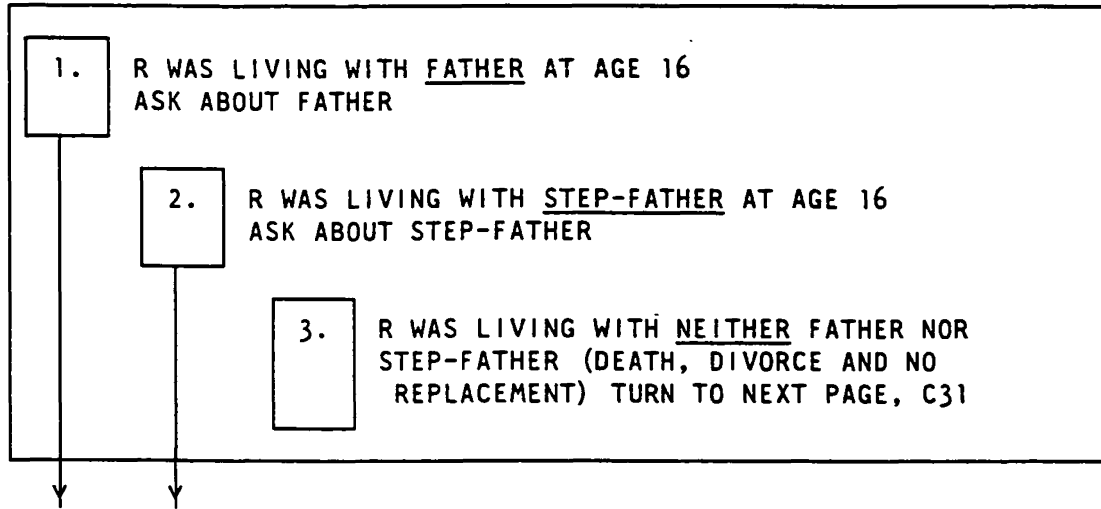 1. R WAS LIVING WITH FATHER AT AGE 16
ASK ABOUT FATHER
2. R WAS LIVING WITH STEP-FATHER AT AGE 16
ASK ABOUT STEP-FATHER
3. R WAS LIVING WITH NEITHER FATHER NOR
STEP-FATHER (DEATH, DIVORCE AND NO
REPLACEMENT) TURN TO NEXT PAGE, C31